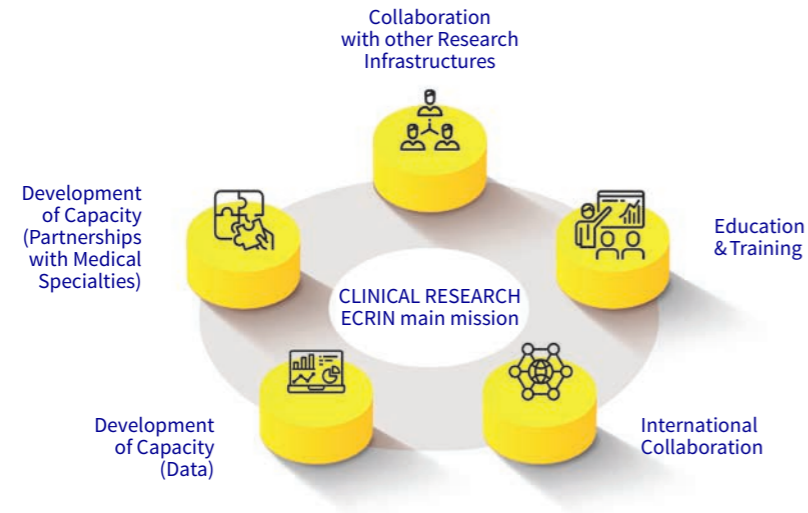 Collaboration
with other Research
Infrastructures
Development
of Capacity
(Partnerships
with Medical
Specialties)
Education
& Training
CLINICAL RESEARCH
ECRIN main mission
Development
of Capacity
(Data)
International
Collaboration